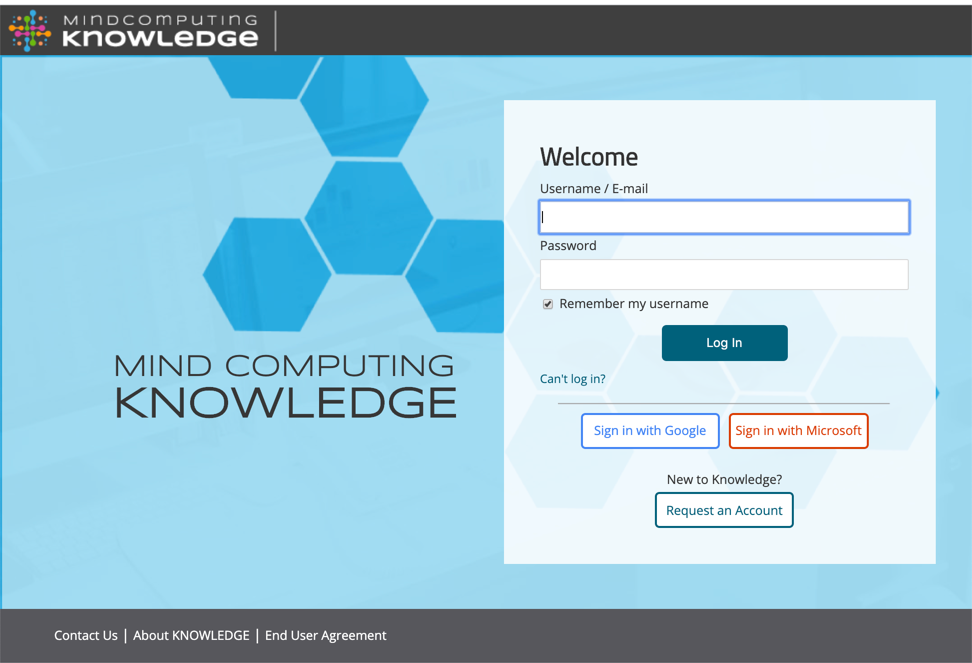 MINDCOMPUTING
KNOWLEDGE
Welcome
Username / E-mail
Password
Remember my username
Log In
Can't log in?
MIND COMPUTING
KNOWLEDGE
Sign in with Google
Sign in with Microsoft
New to Knowledge?
Request an Account
Contact Us | About KNOWLEDGE | End User Agreement